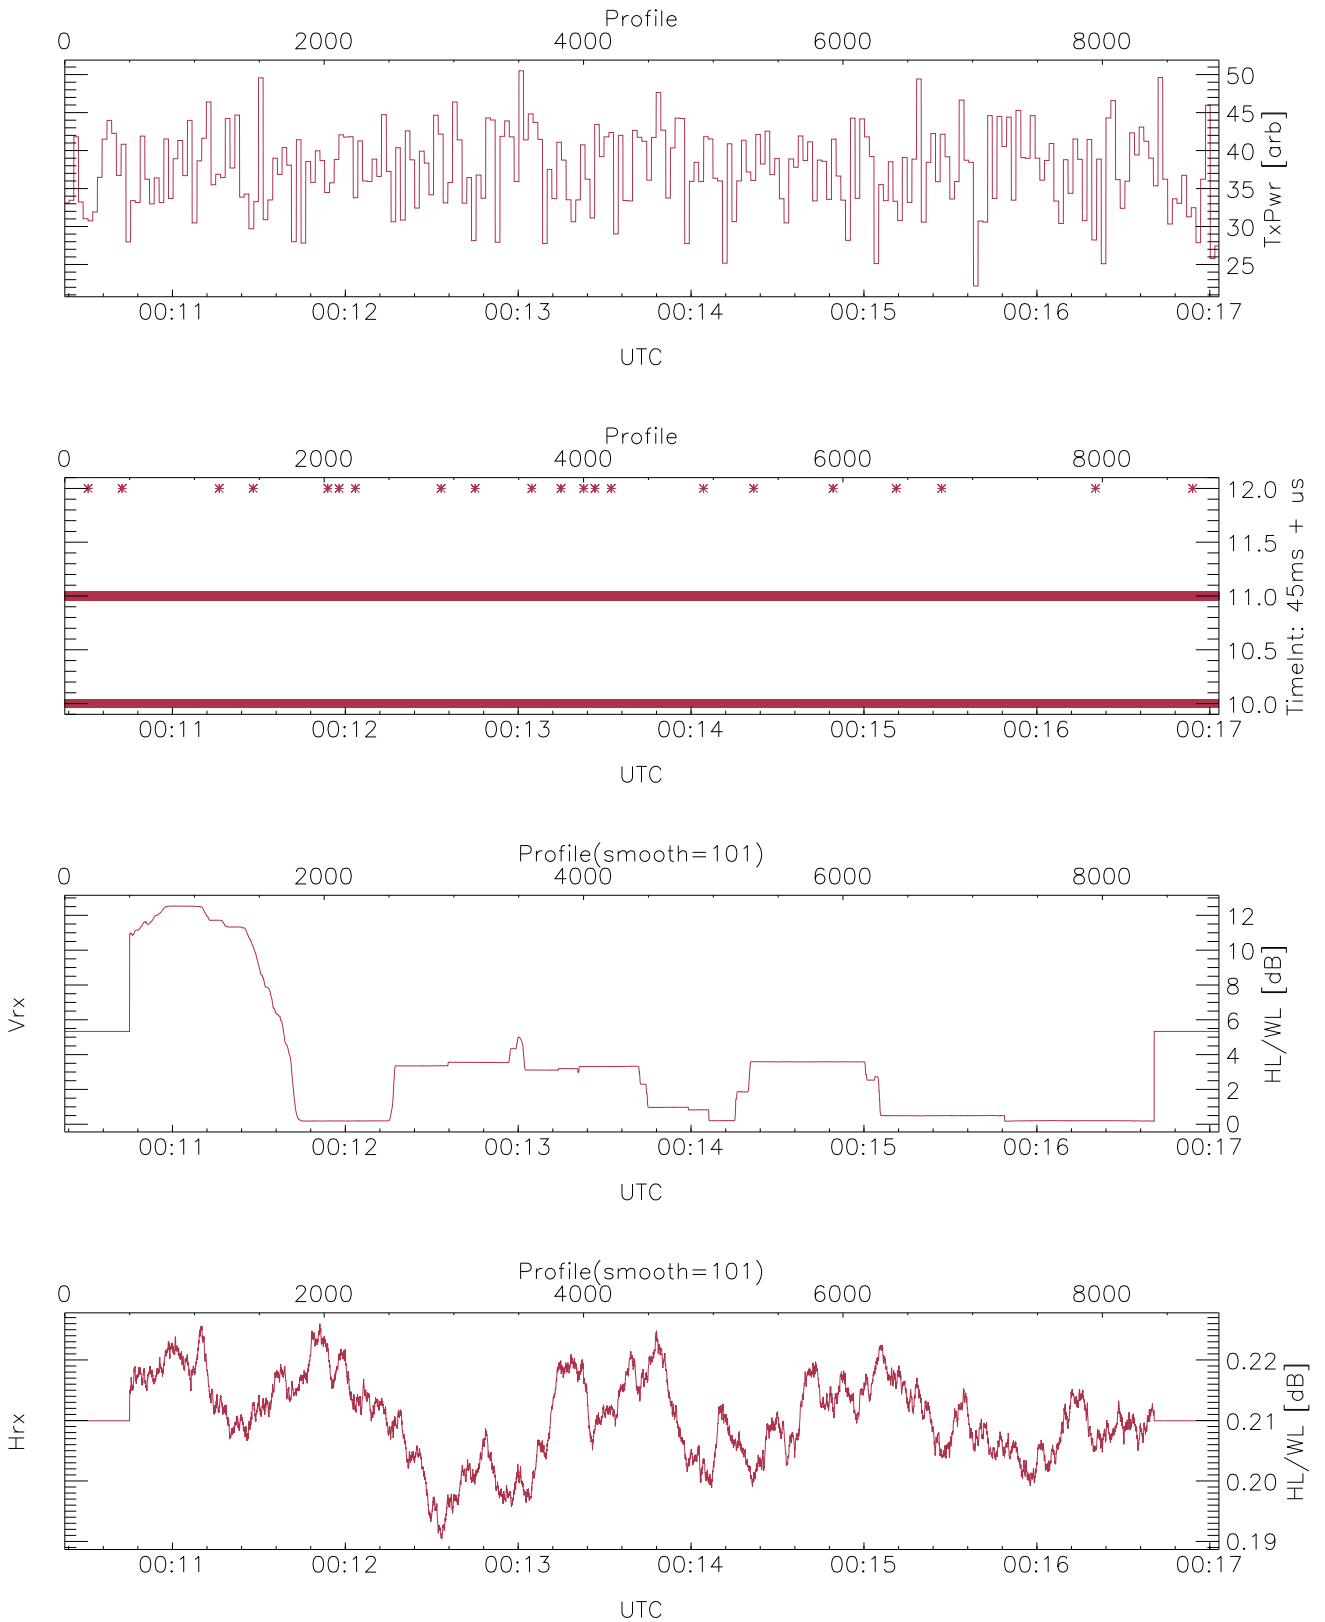 Profile
0 2000 4000 6000 8000
50
45
40
35
30
25
TxPwr [arb]
00:11 00:12 00:13 00:14 00:15 00:16 00:17
UTC
Profile
0 2000 4000 6000 8000
12.0
11.5
11.0
10.5
10.0
TimeInt: 45ms + us
00:11 00:12 00:13 00:14 00:15 00:16 00:17
UTC
Profile(smooth=101)
0 2000 4000 6000 8000
Vrx
12
10
8
6
4
2
0
HL/WL [dB]
00:11 00:12 00:13 00:14 00:15 00:16 00:17
UTC
Profile(smooth=101)
0 2000 4000 6000 8000
Hrx
0.22
0.21
0.20
0.19
HL/WL [dB]
00:11 00:12 00:13 00:14 00:15 00:16 00:17
UTC